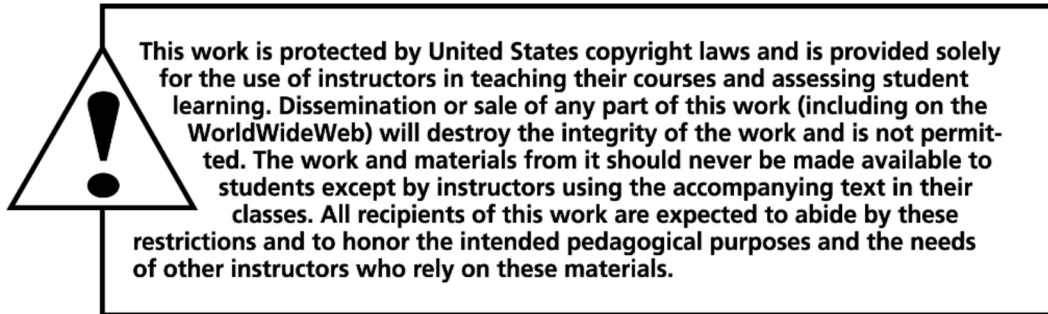 This work is protected by United States copyright laws and is provided solely
for the use of instructors in teaching their courses and assessing student
learning. Dissemination or sale of any part of this work (including on the
WorldWideWeb) will destroy the integrity of the work and is not permit-
ted. The work and materials from it should never be made available to
students except by instructors using the accompanying text in their
classes. All recipients of this work are expected to abide by these
restrictions and to honor the intended pedagogical purposes and the needs
of other instructors who rely on these materials.